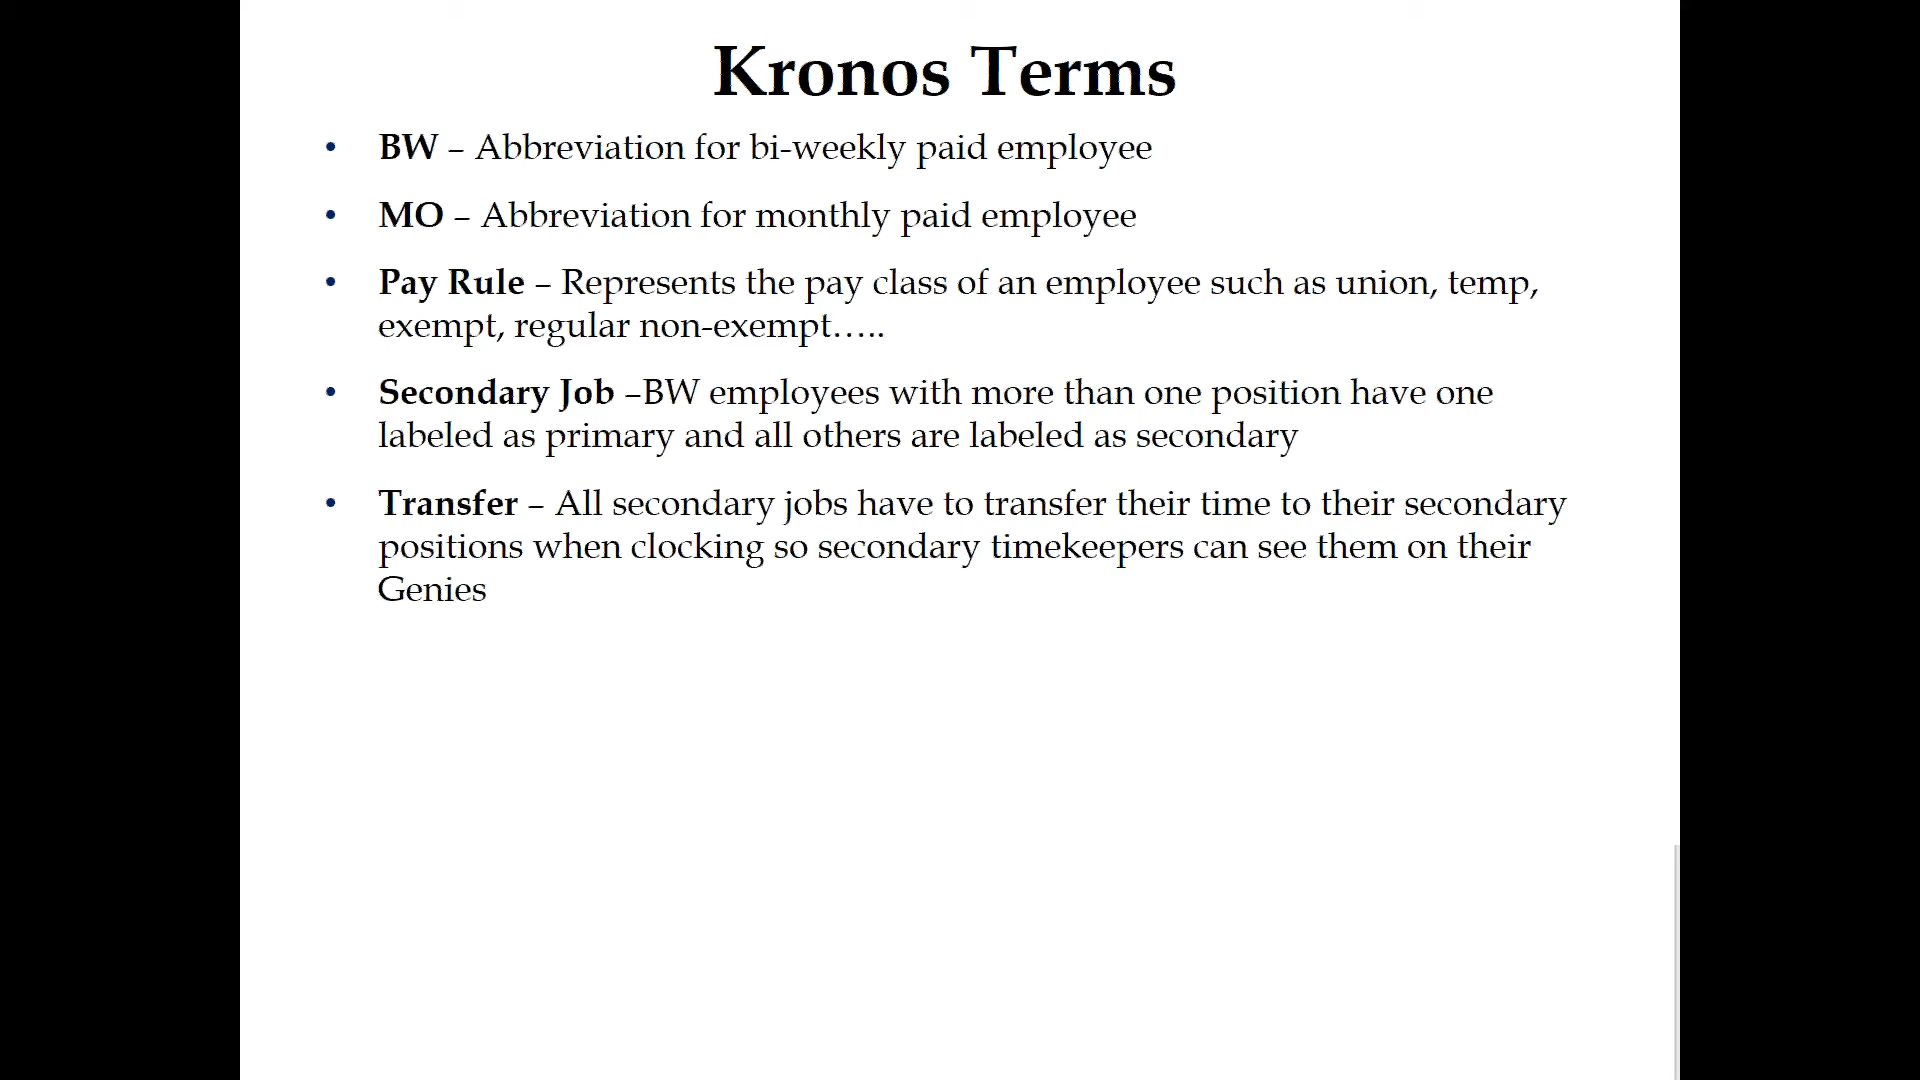 Kronos Terms
• BW – Abbreviation for bi-weekly paid employee
• MO – Abbreviation for monthly paid employee
• Pay Rule – Represents the pay class of an employee such as union, temp,
exempt, regular non-exempt…..
• Secondary Job –BW employees with more than one position have one
labeled as primary and all others are labeled as secondary
• Transfer – All secondary jobs have to transfer their time to their secondary
positions when clocking so secondary timekeepers can see them on their
Genies